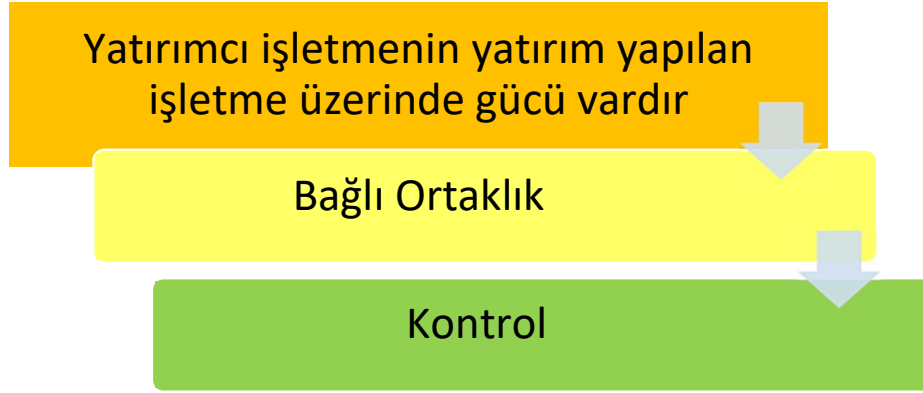 Yatırımcı işletmenin yatırım yapılan
işletme üzerinde gücü vardır
Bağlı Ortaklık
Kontrol